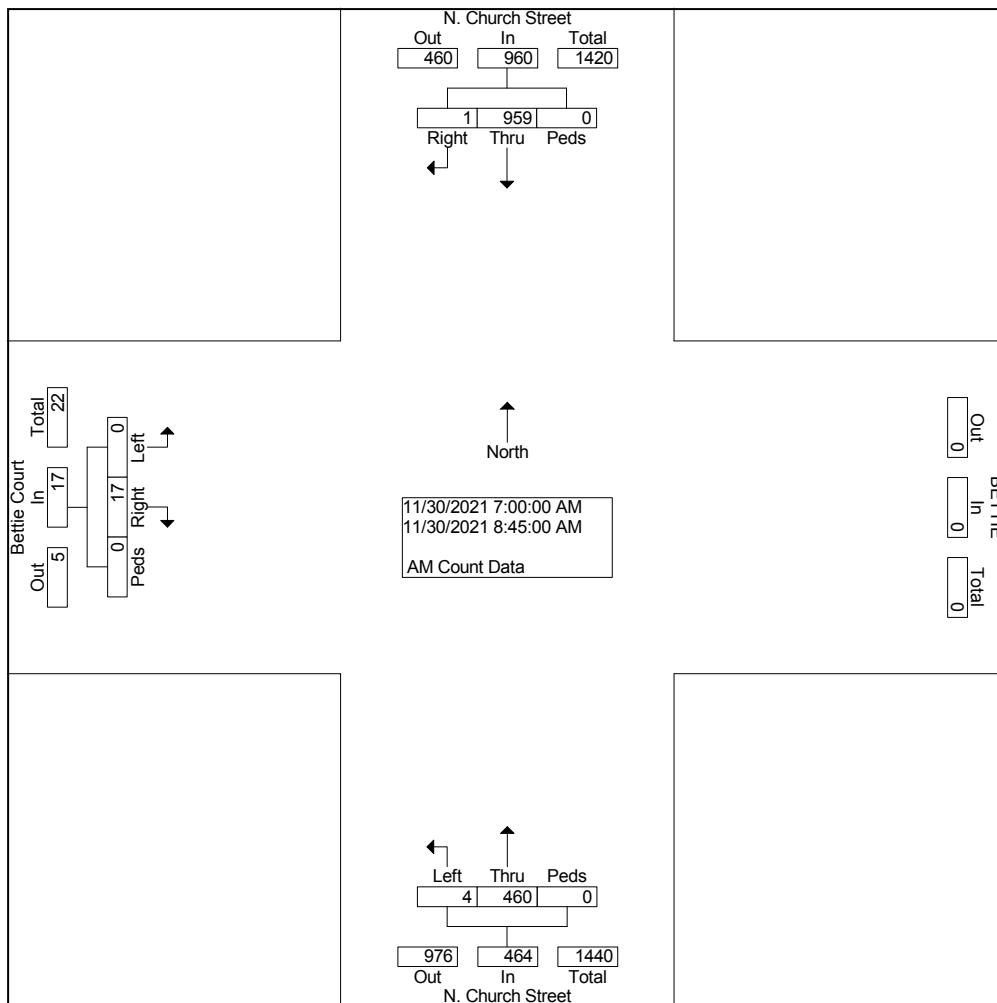 N. Church Street
Out In Total
460 960 1420
1 959 0
Right Thru Peds
Bettie Court
Total In Out
22 17 5
0 17 0
Left Right Peds
North
11/30/2021 7:00:00 AM
11/30/2021 8:45:00 AM
AM Count Data
Out In Total
0 0 0
Left Thru Peds
4 460 0
976 464 1440
Out In Total
N. Church Street